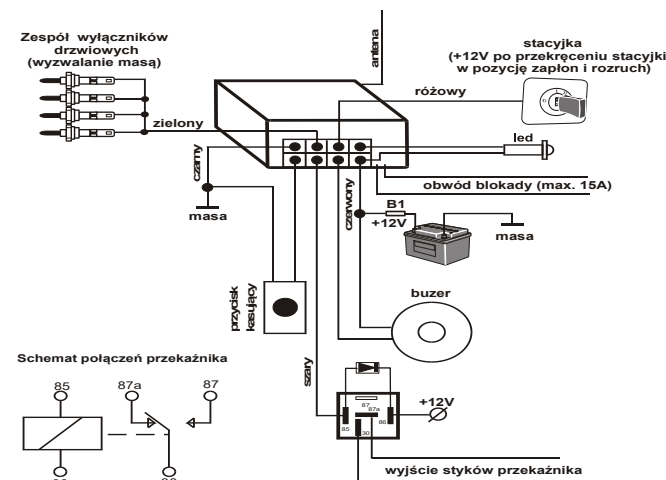 Zespół wyłączników
drzwiowych
(wyzwalanie masą)
antena
stacyjka
(+12V po przekręceniu stacyjki
w pozycję zapłon i rozruch)
różowy
zielony
led
czarny
masa
obwód blokady (max. 15A)
czerwony
B1
+12V
masa
przycisk
kasujący
buzer
szary
Schemat połączeń przekaźnika
85
87a
87
87
87a
85
86
30
+12V
wyjście styków przekaźnika